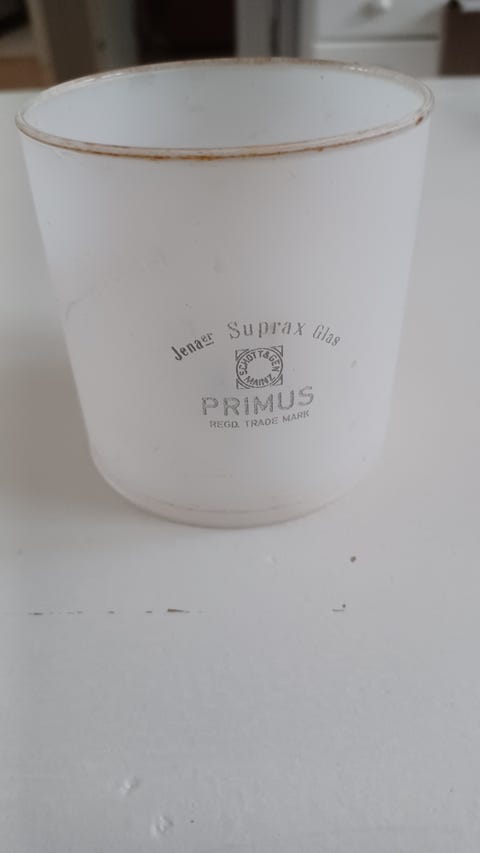 Jenaer Suprax Glas
SCHOTT & GEN
MAINZ
PRIMUS
REGD. TRADE MARK